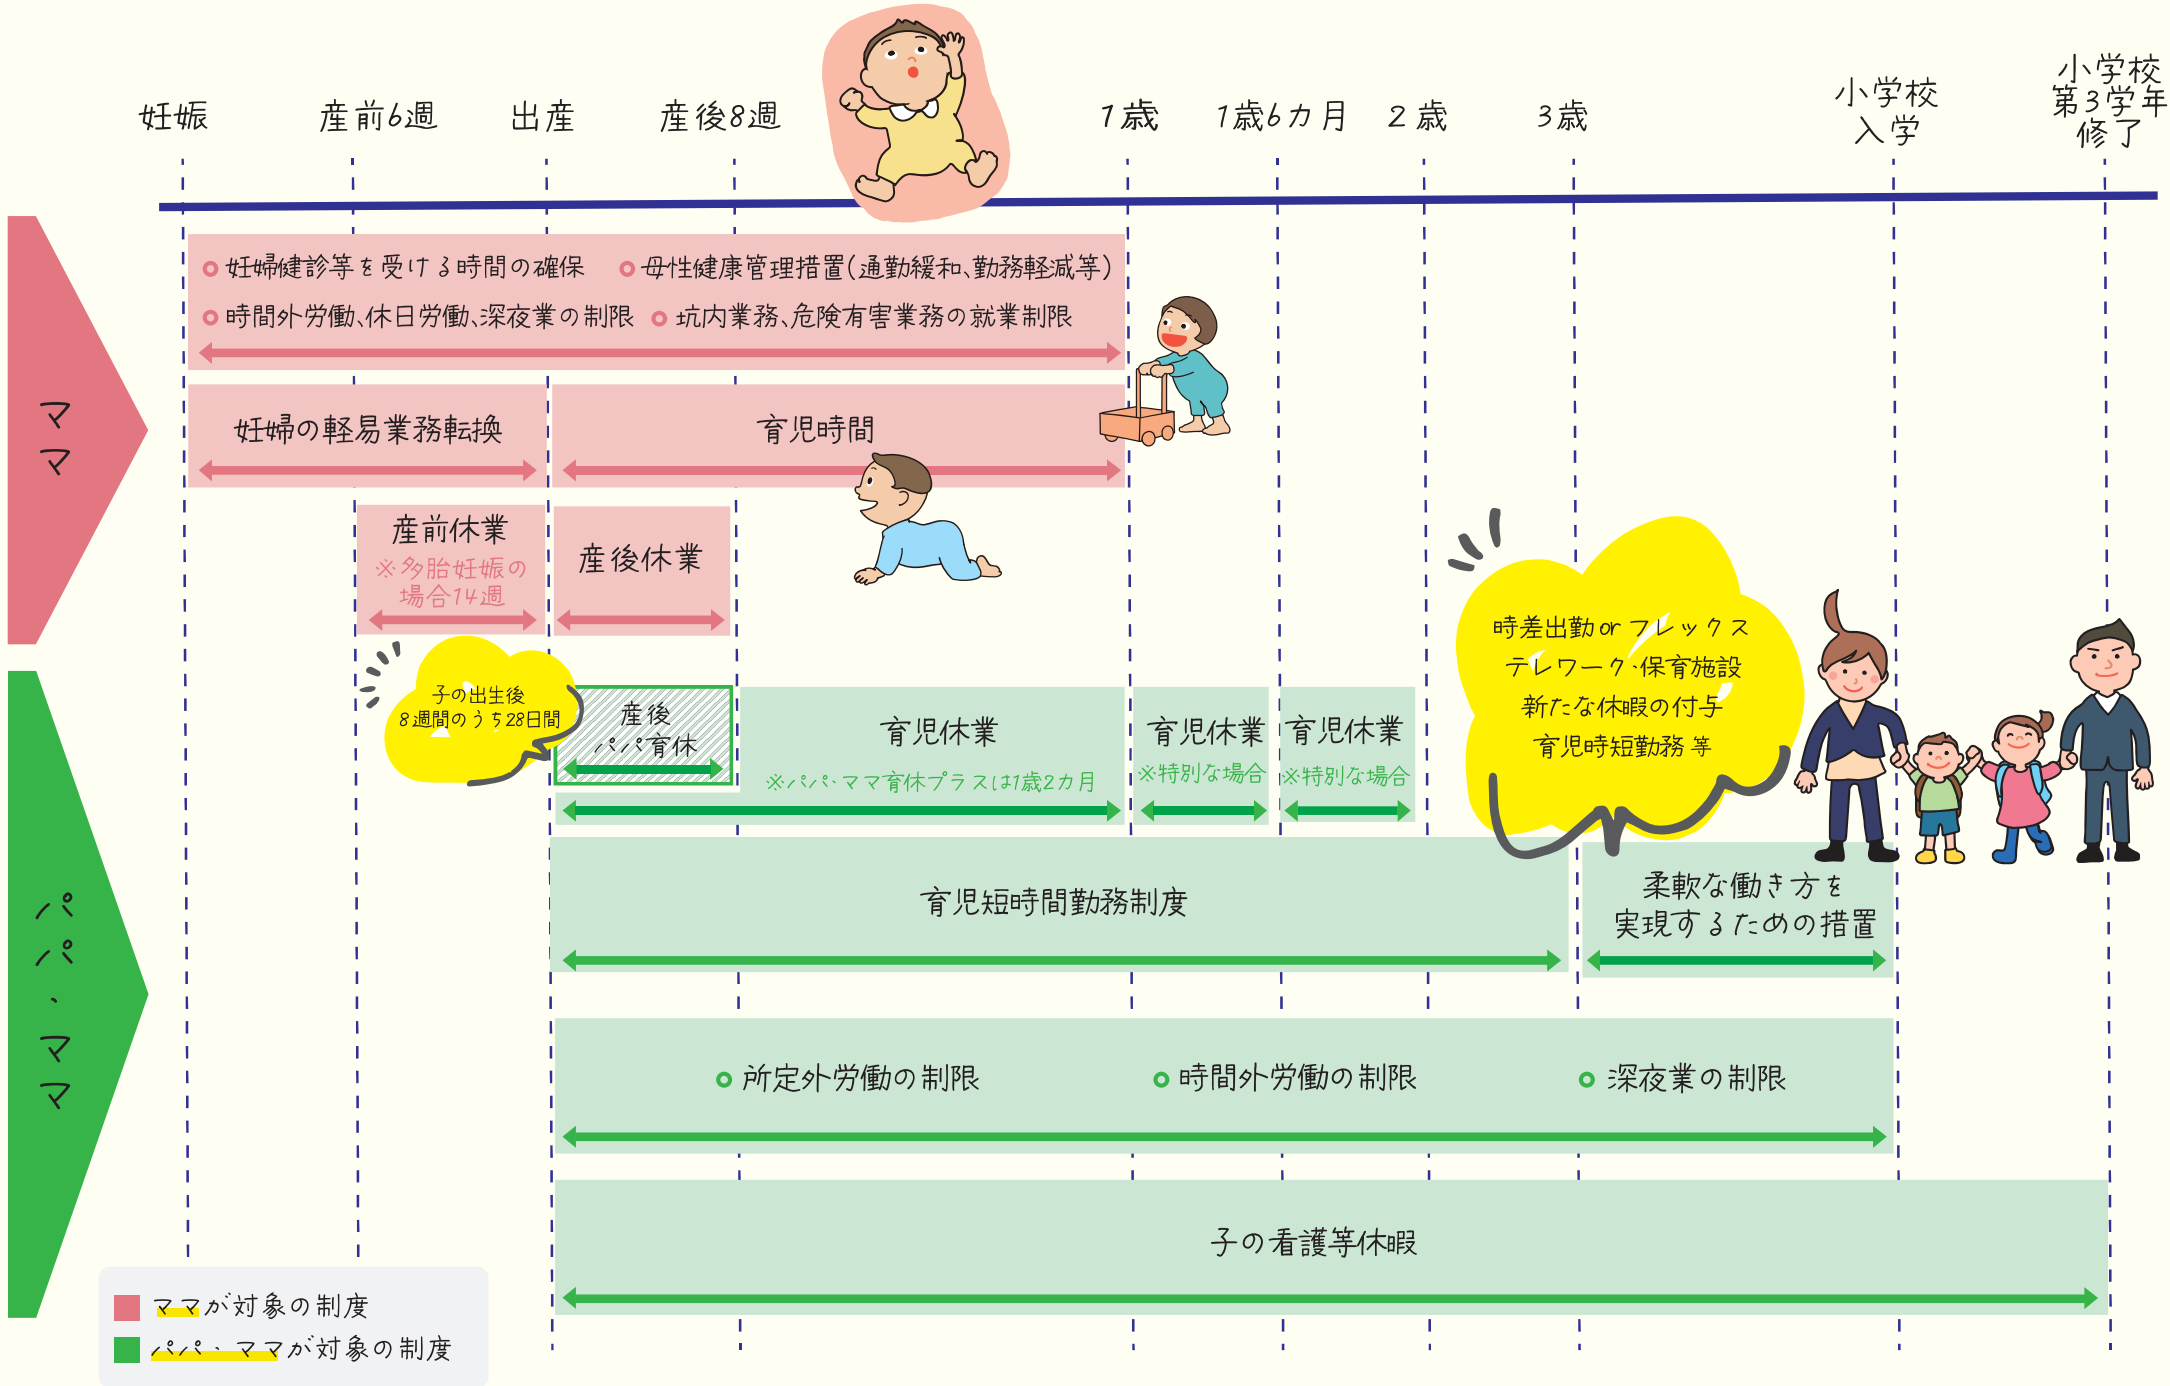 妊娠
産前6週
出産
産後8週
1歳
1歳6カ月
2歳
3歳
小学校
入学
小学校
第3学年
修了
ママ
妊婦健診等を受ける時間の確保
母性健康管理措置(通勤緩和、勤務軽減等)
時間外労働、休日労働、深夜業の制限
坑内業務、危険有害業務の就業制限
妊婦の軽易業務転換
育児時間
産前休業
※多胎妊娠の
場合14週
産後休業
パパ・ママ
子の出生後
8週間のうち28日間
産後
パパ育休
育児休業
※パパ・ママ育休プラスは1歳2カ月
育児休業
※特別な場合
育児休業
※特別な場合
時差出勤orフレックス
テレワーク・保育施設
新たな休暇の付与
育児時短勤務 等
育児短時間勤務制度
柔軟な働き方を
実現するための措置
所定外労働の制限
時間外労働の制限
深夜業の制限
子の看護等休暇
ママが対象の制度
パパ・ママが対象の制度